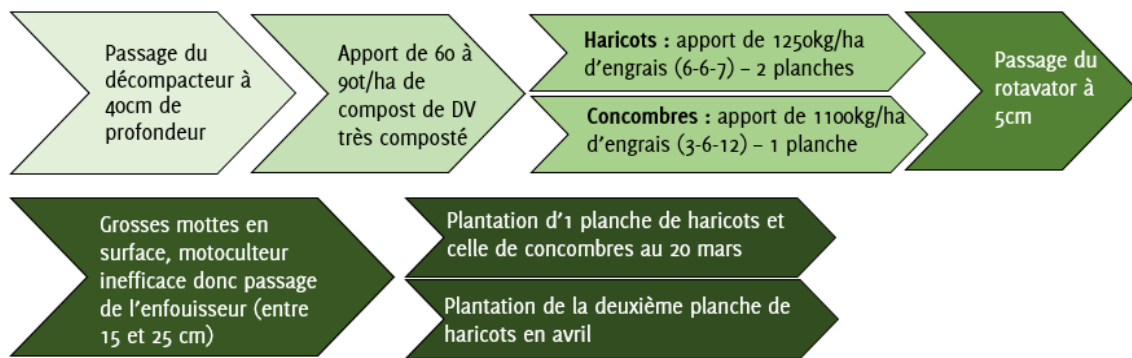 Passage du
décompacteur à
40cm de
profondeur
Apport de 60 à
90t/ha de
compost de DV
très composté
Haricots : apport de 1250kg/ha
d'engrais (6-6-7) – 2 planches
Concombres : apport de 1100kg/ha
d'engrais (3-6-12) – 1 planche
Passage du
rotavator à
5cm
Grosses mottes en
surface, motoculteur
inefficace donc passage
de l'enfouisseur (entre
15 et 25 cm)
Plantation d'1 planche de haricots et
celle de concombres au 20 mars
Plantation de la deuxième planche de
haricots en avril